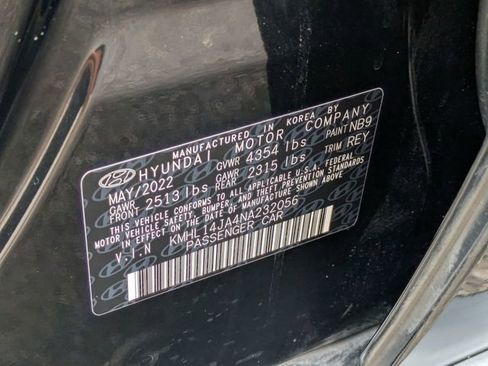 MANUFACTURED IN KOREA BY
HYUNDAI MOTOR COMPANY
MAY/2022 GVWR 4354 lbs PAINT NB9
GAWR FRONT 2513 lbs GAWR REAR 2315 lbs TRIM REY
THIS VEHICLE CONFORMS TO ALL APPLICABLE U.S.A. FEDERAL
MOTOR VEHICLE SAFETY, BUMPER, AND THEFT PREVENTION STANDARDS
IN EFFECT ON THE DATE OF MANUFACTURE SHOWN ABOVE.
V.I.N KMHL14JA4NA232056
PASSENGER CAR